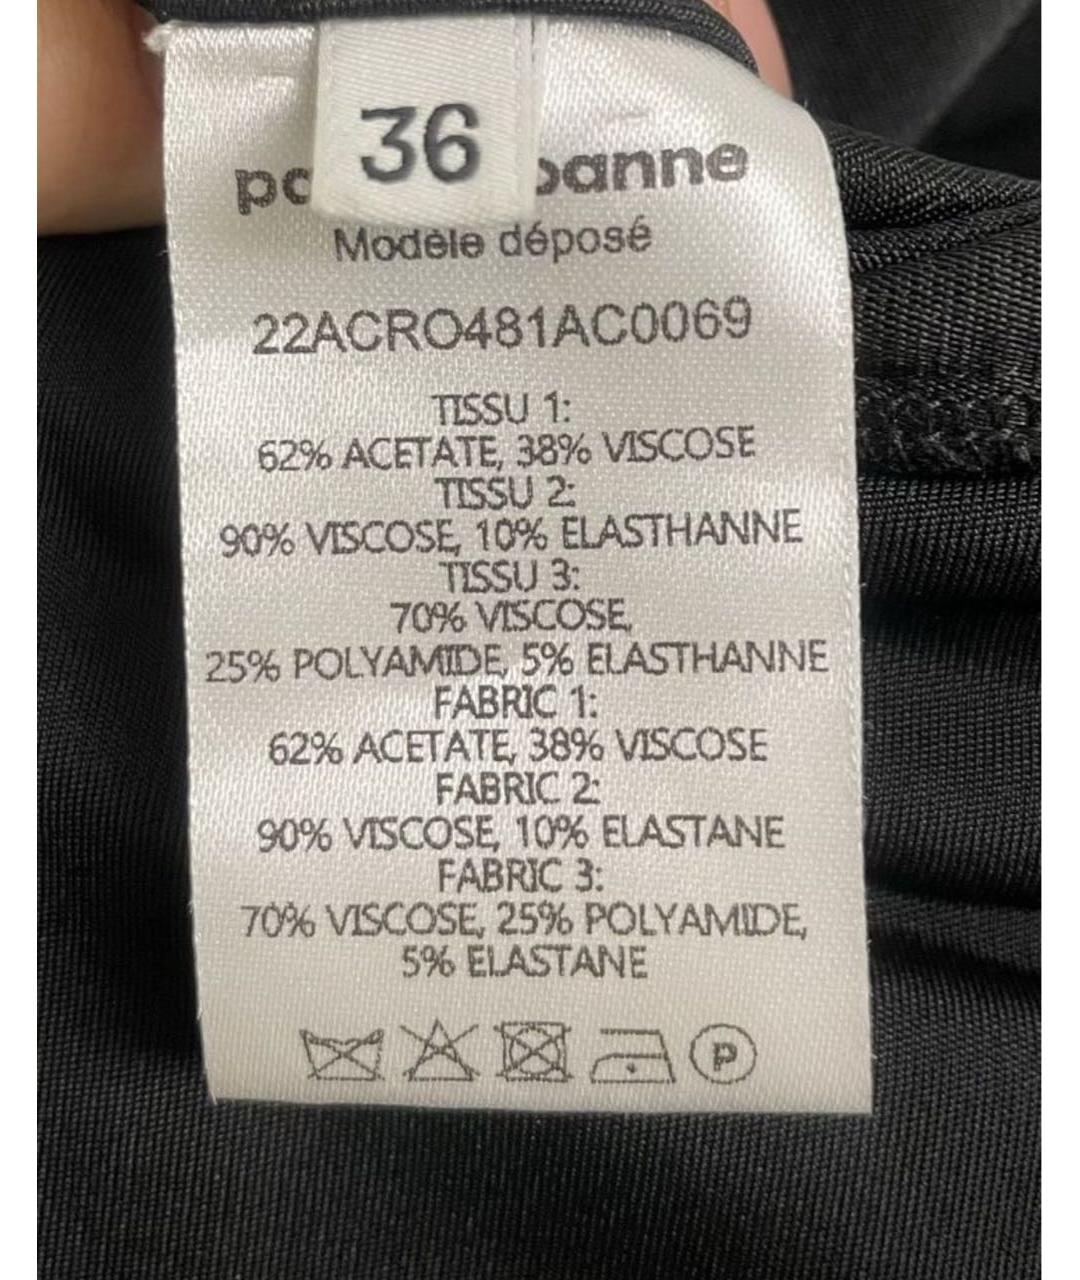 36
Modèle déposé
22ACRO481AC0069
TISSU 1:
62% ACETATE, 38% VISCOSE
TISSU 2:
90% VISCOSE, 10% ELASTHANNE
TISSU 3:
70% VISCOSE,
25% POLYAMIDE, 5% ELASTHANNE
FABRIC 1:
62% ACETATE, 38% VISCOSE
FABRIC 2:
90% VISCOSE, 10% ELASTANE
FABRIC 3:
70% VISCOSE, 25% POLYAMIDE,
5% ELASTANE
P